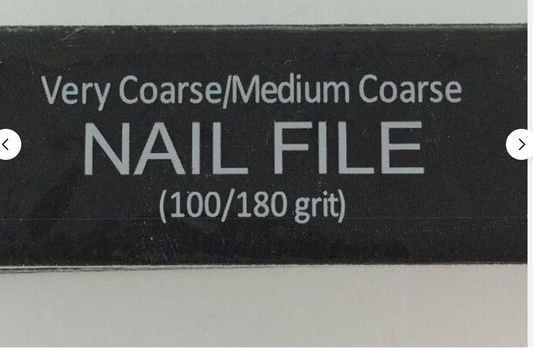 Very Coarse/Medium Coarse
NAIL FILE
(100/180 grit)